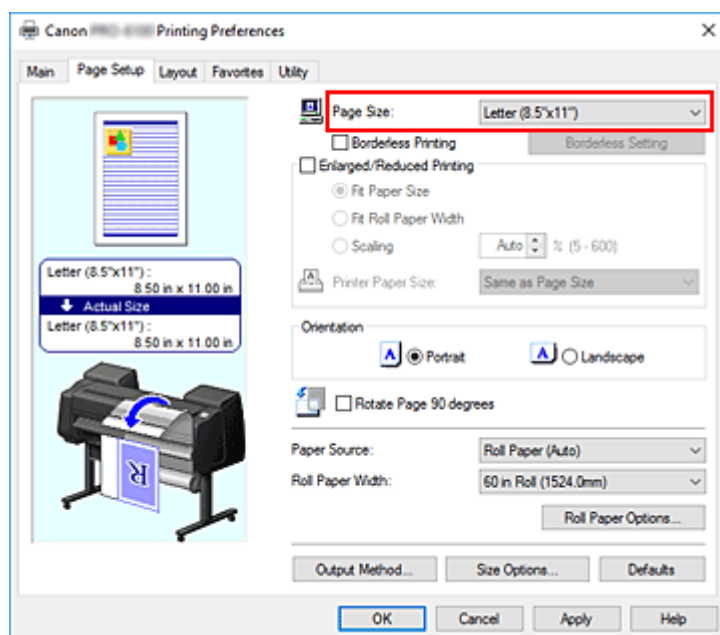 Canon Printing Preferences
Main Page Setup Layout Favorites Utility
Page Size: Letter (8.5"x11")
Borderless Printing Borderless Setting
Enlarged/Reduced Printing
Fit Paper Size
Fit Roll Paper Width
Scaling Auto % (5 - 600)
Printer Paper Size: Same as Page Size
Letter (8.5"x11") :
8.50 in x 11.00 in
Actual Size
Letter (8.5"x11") :
8.50 in x 11.00 in
Orientation
A Portrait A Landscape
Rotate Page 90 degrees
Paper Source: Roll Paper (Auto)
Roll Paper Width: 60 in Roll (1524.0mm)
Roll Paper Options...
R
Output Method... Size Options... Defaults
OK Cancel Apply Help